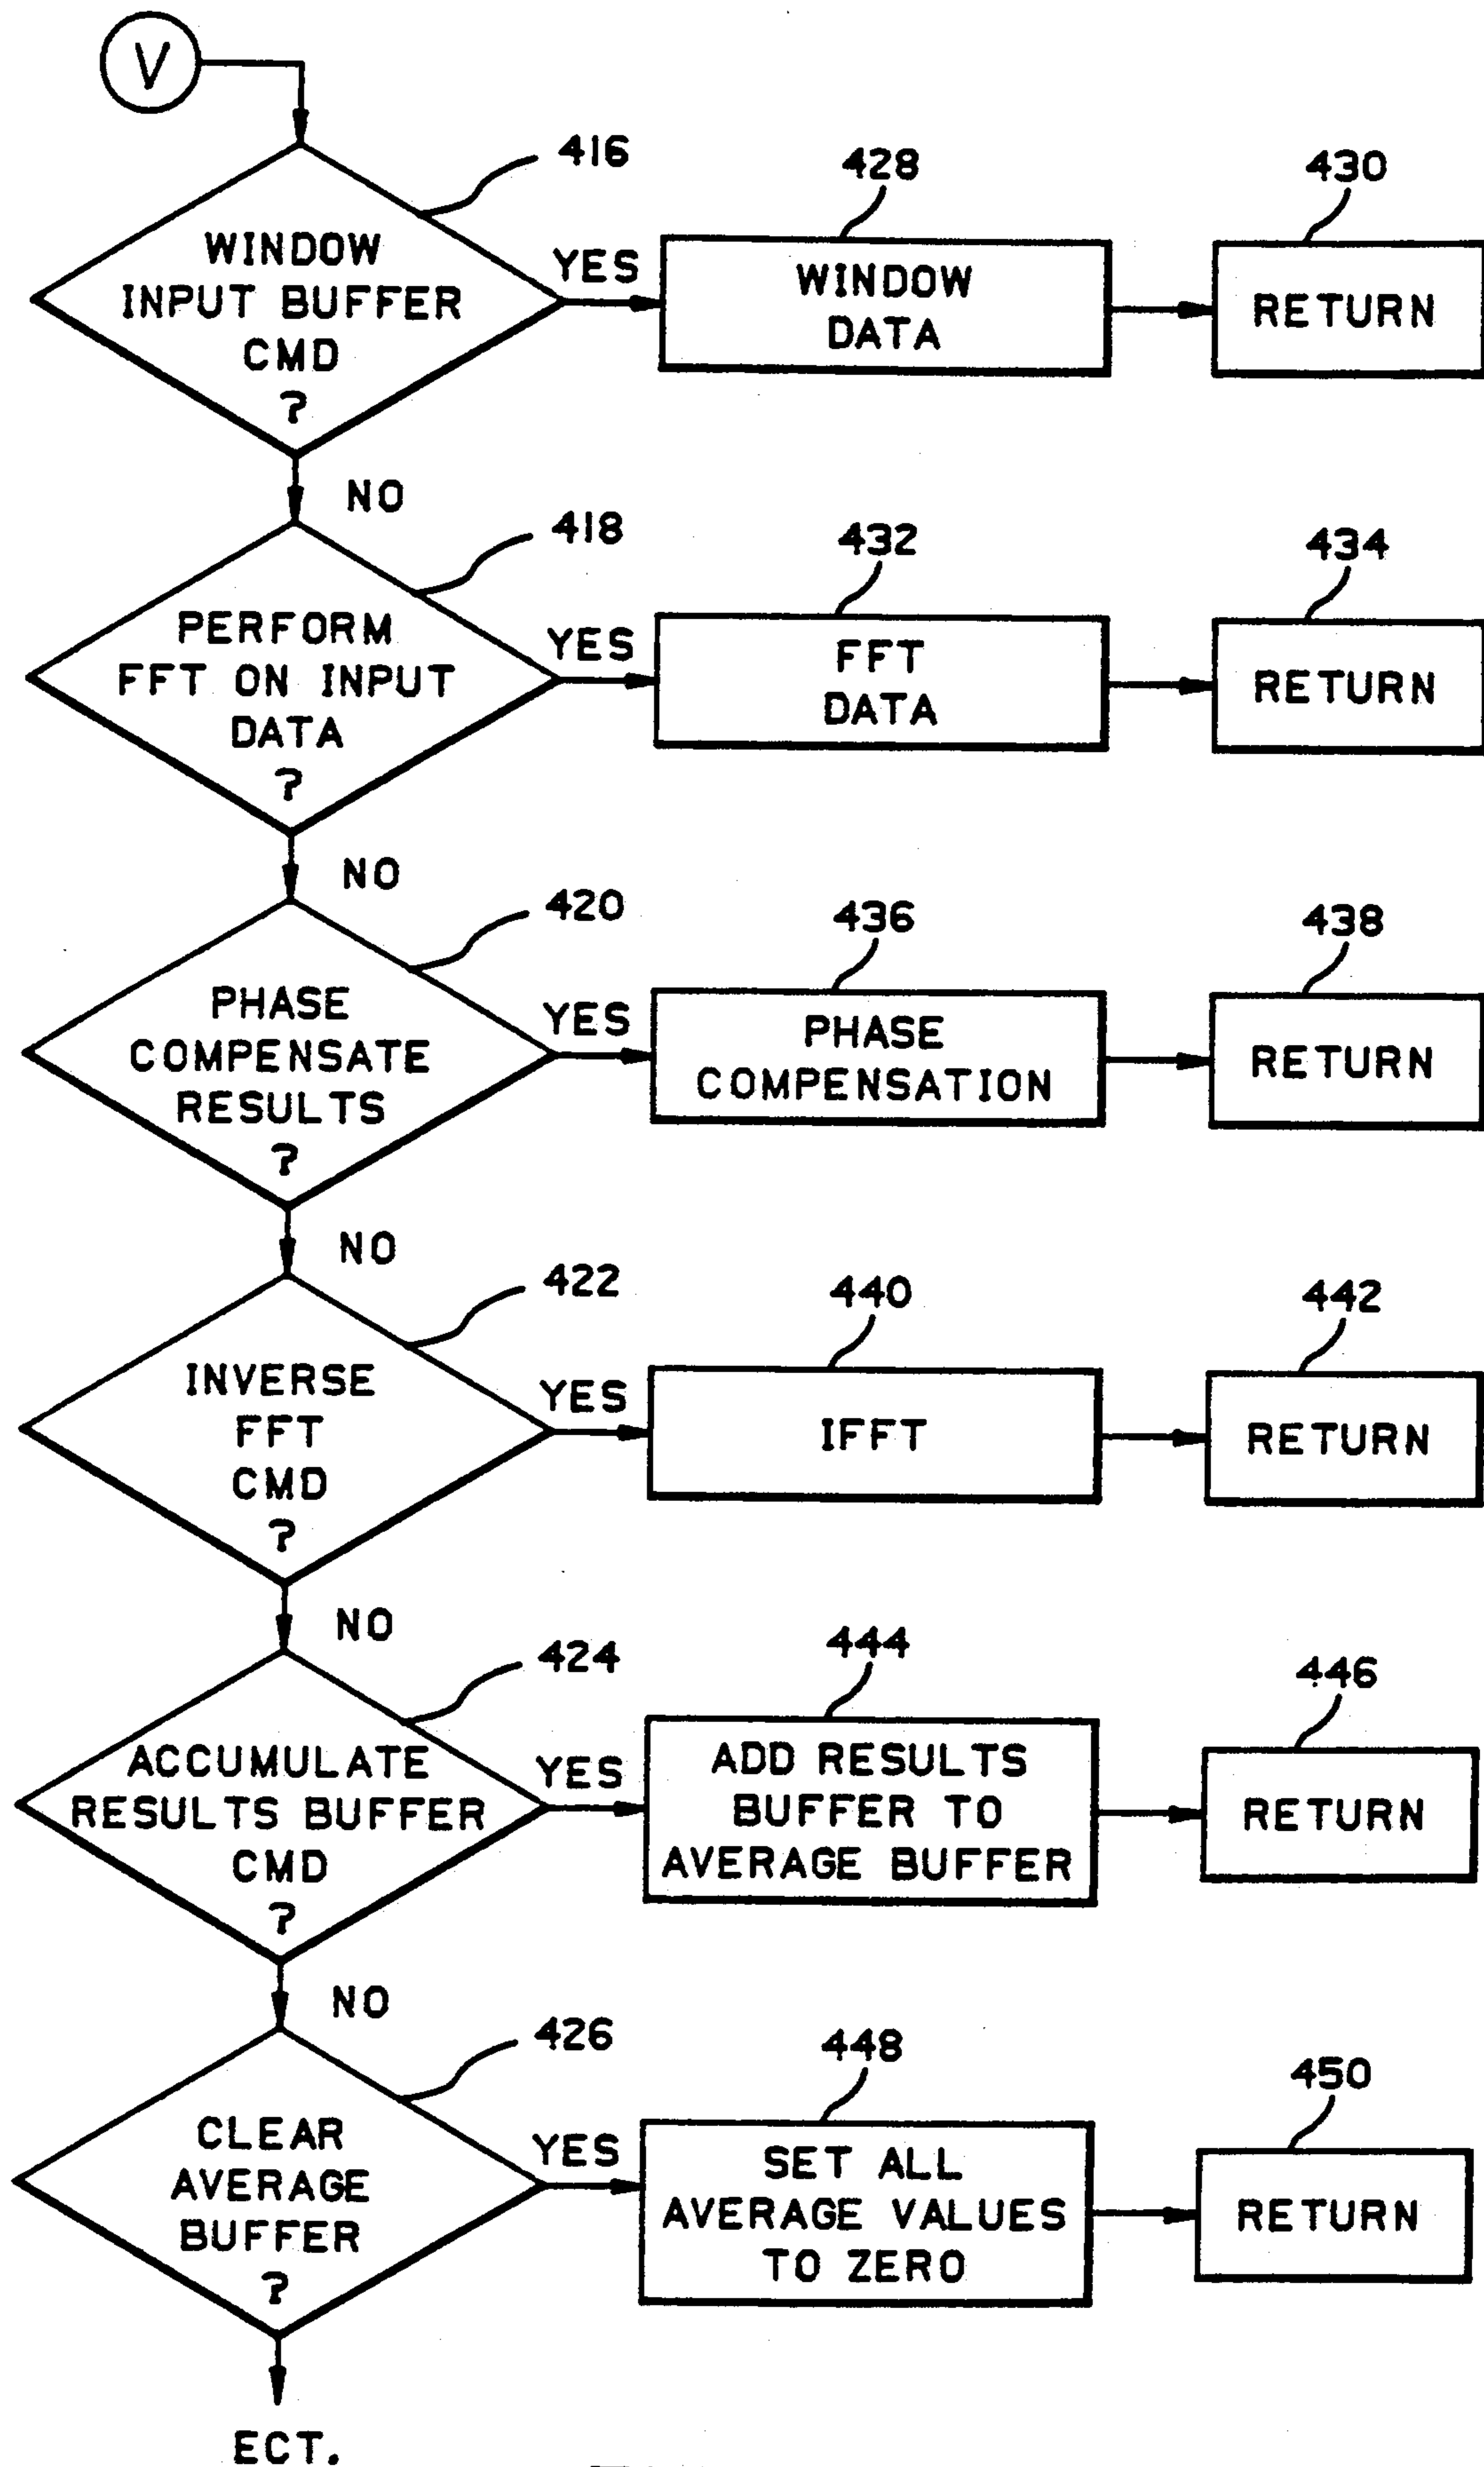 V
416
428
430
WINDOW
INPUT BUFFER
CMD
?
YES
WINDOW
DATA
RETURN
NO
418
432
434
PERFORM
FFT ON INPUT
DATA
?
YES
FFT
DATA
RETURN
NO
420
436
438
PHASE
COMPENSATE
RESULTS
?
YES
PHASE
COMPENSATION
RETURN
NO
422
440
442
INVERSE
FFT
CMD
?
YES
IFFT
RETURN
NO
424
444
446
ACCUMULATE
RESULTS BUFFER
CMD
?
YES
ADD RESULTS
BUFFER TO
AVERAGE BUFFER
RETURN
NO
426
448
450
CLEAR
AVERAGE
BUFFER
?
YES
SET ALL
AVERAGE VALUES
TO ZERO
RETURN
ECT.